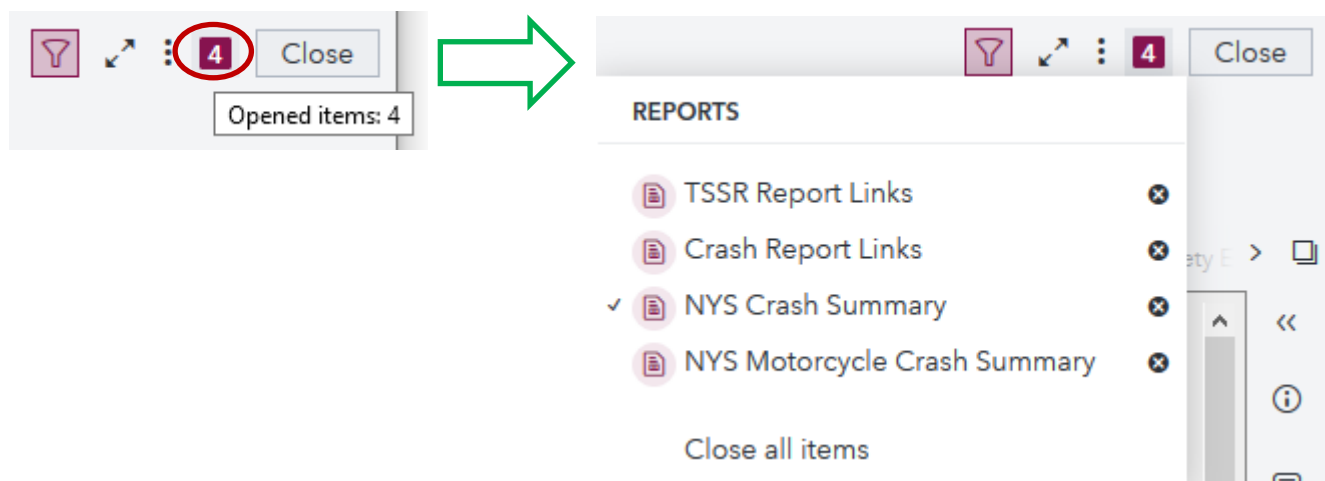 4
Close
Opened items: 4
4
Close
REPORTS
TSSR Report Links
Crash Report Links
ety E
NYS Crash Summary
NYS Motorcycle Crash Summary
Close all items